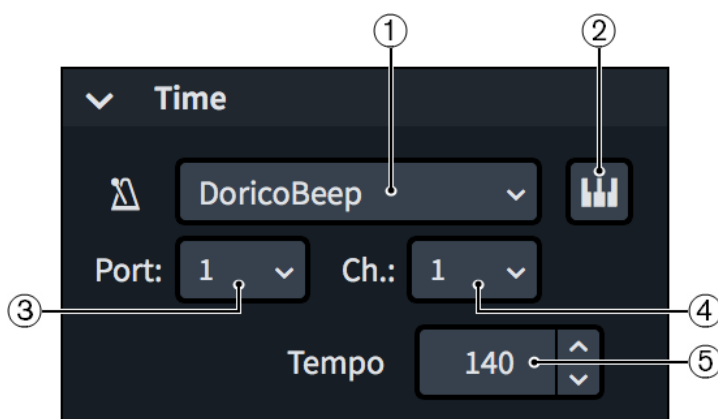 ① ②
Time
DoricoBeep
Port: 1 Ch.: 1
③ ④
Tempo 140 ⑤